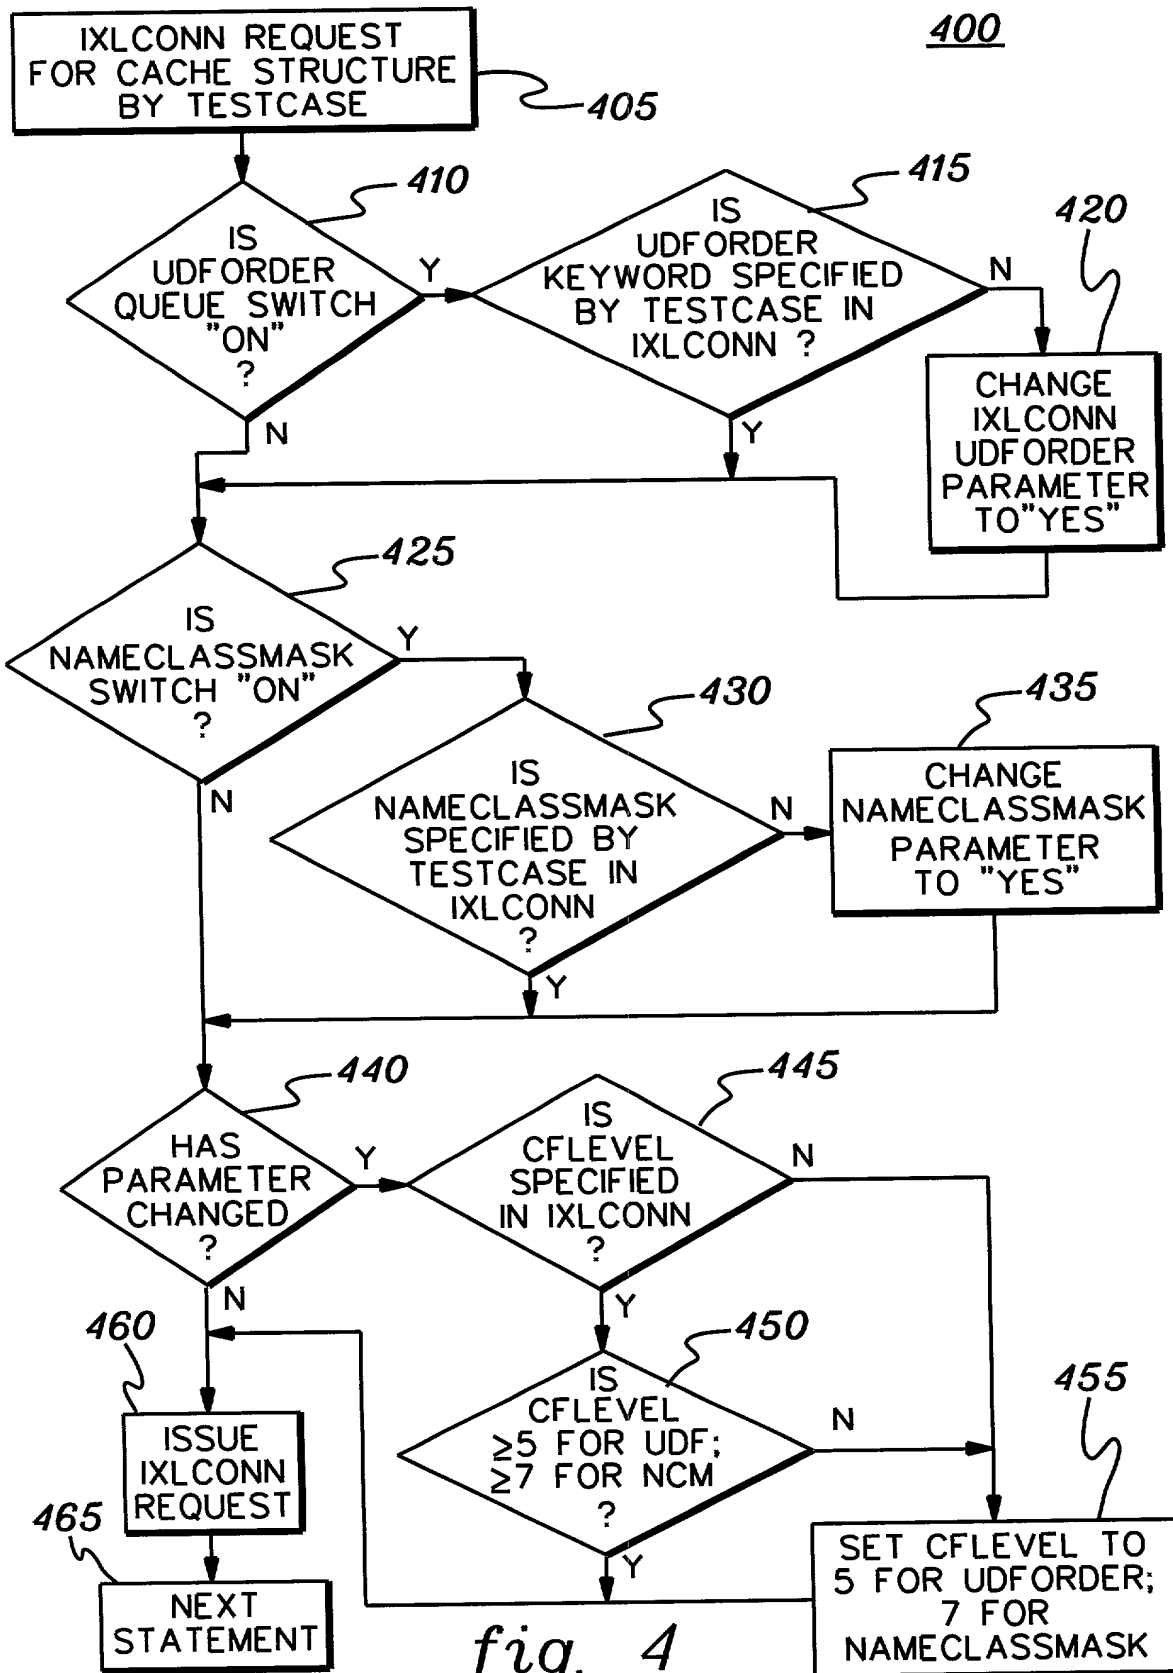 400
IXLCONN REQUEST
FOR CACHE STRUCTURE
BY TESTCASE
405
410
IS
UDFORDER
QUEUE SWITCH
"ON"
?
Y
N
415
IS
UDFORDER
KEYWORD SPECIFIED
BY TESTCASE IN
IXLCONN ?
N
Y
420
CHANGE
IXLCONN
UDFORDER
PARAMETER
TO"YES"
425
IS
NAMECLASSMASK
SWITCH "ON"
?
Y
N
430
IS
NAMECLASSMASK
SPECIFIED BY
TESTCASE IN
IXLCONN
?
N
Y
435
CHANGE
NAMECLASSMASK
PARAMETER
TO "YES"
440
HAS
PARAMETER
CHANGED
?
Y
N
445
IS
CFLEVEL
SPECIFIED
IN IXLCONN
?
N
Y
450
IS
CFLEVEL
≥5 FOR UDF;
≥7 FOR NCM
?
N
Y
455
SET CFLEVEL TO
5 FOR UDFORDER;
7 FOR
NAMECLASSMASK
460
ISSUE
IXLCONN
REQUEST
465
NEXT
STATEMENT
fig. 4